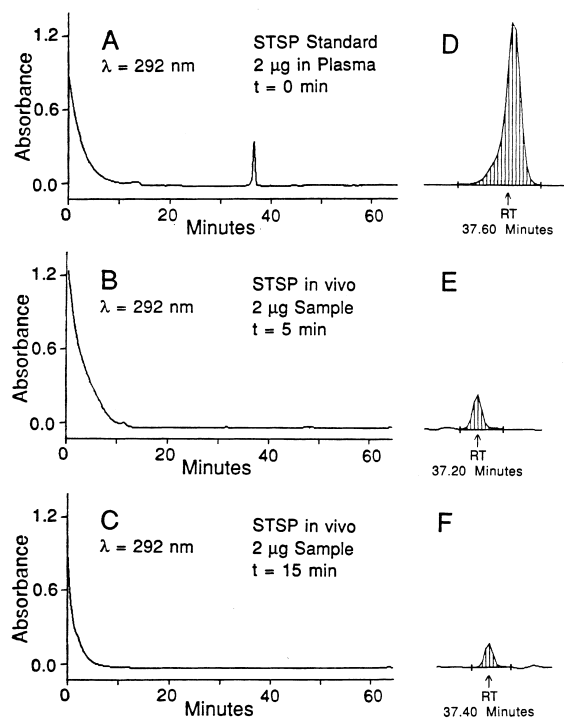 A
STSP Standard
λ = 292 nm
2 μg in Plasma
t = 0 min
Absorbance
1.2
0.6
0.0
0
20
40
60
Minutes
D
RT
37.60 Minutes
B
STSP in vivo
λ = 292 nm
2 μg Sample
t = 5 min
Absorbance
1.2
0.6
0.0
0
20
40
60
Minutes
E
RT
37.20 Minutes
C
STSP in vivo
λ = 292 nm
2 μg Sample
t = 15 min
Absorbance
1.2
0.6
0.0
0
20
40
60
Minutes
F
RT
37.40 Minutes